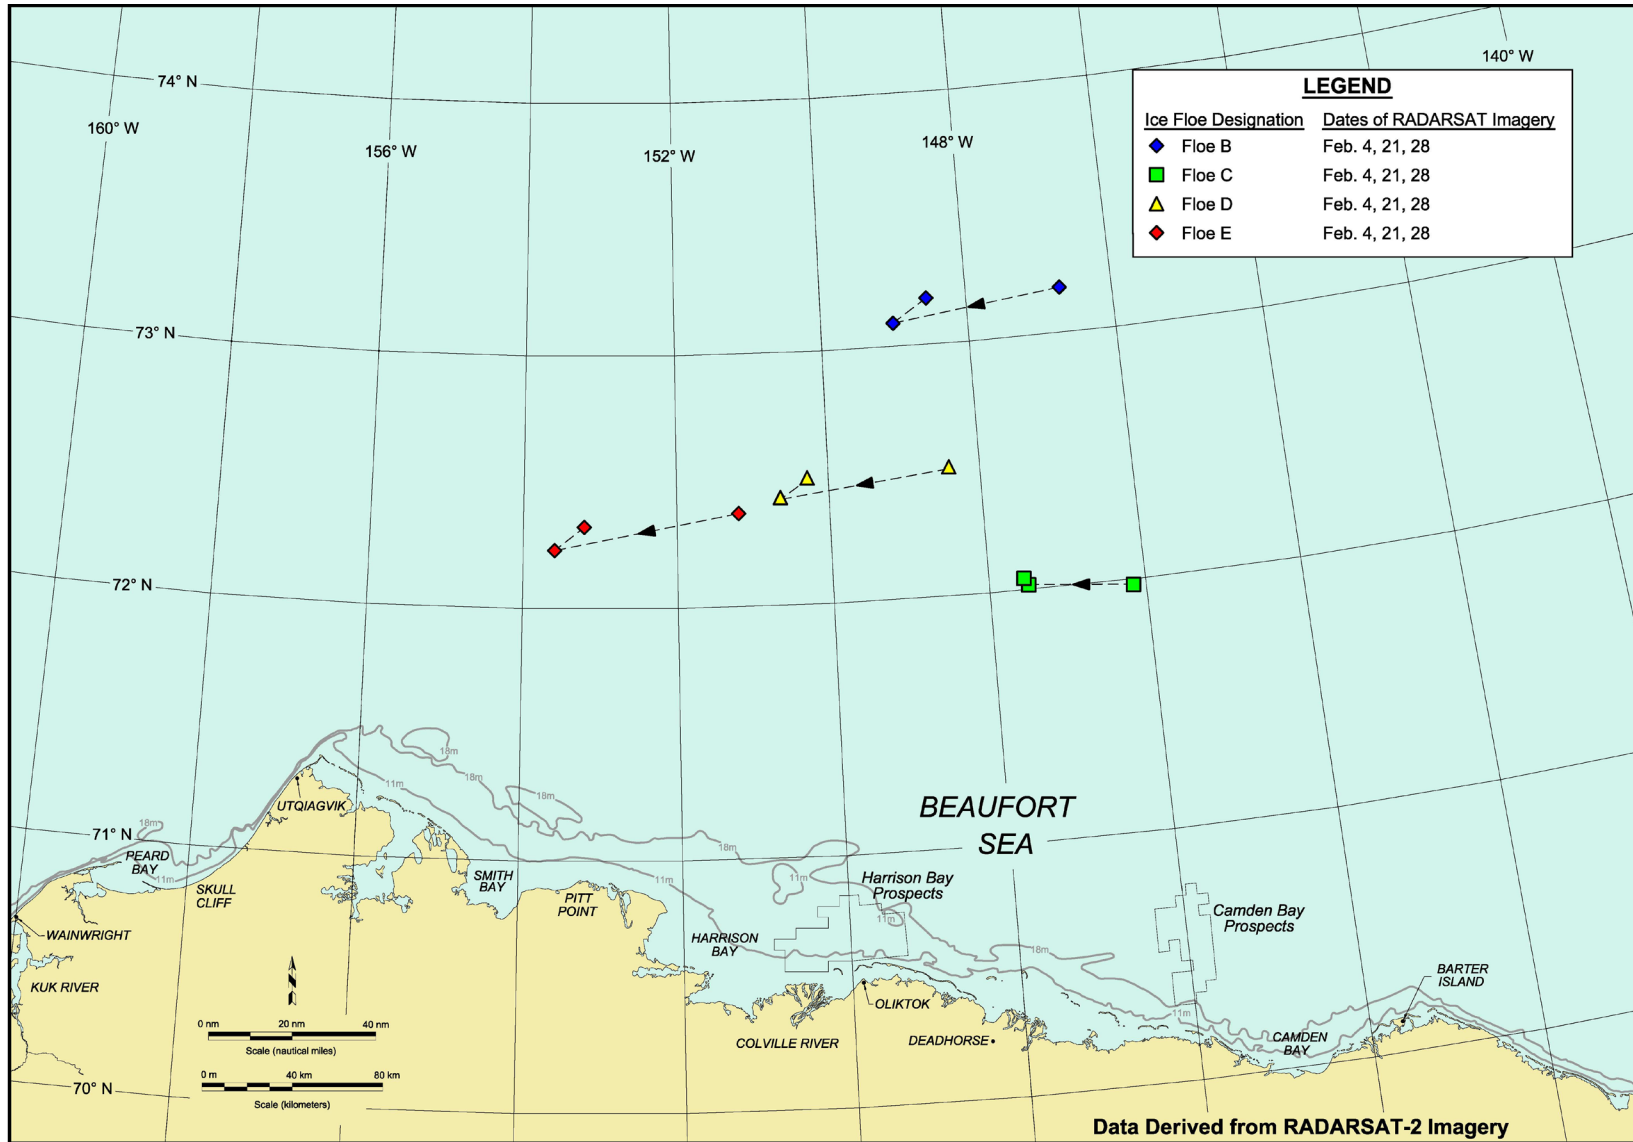 140° W
74° N
160° W
156° W
152° W
148° W
LEGEND
Ice Floe Designation Dates of RADARSAT Imagery
Floe B Feb. 4, 21, 28
Floe C Feb. 4, 21, 28
Floe D Feb. 4, 21, 28
Floe E Feb. 4, 21, 28
73° N
72° N
71° N
70° N
18m
18m
11m
18m
18m
18m
11m
11m
11m
11m
18m
11m
UTQIAGVIK
PEARD
BAY
SKULL
CLIFF
SMITH
BAY
PITT
POINT
WAINWRIGHT
KUK RIVER
HARRISON
BAY
BEAUFORT
SEA
Harrison Bay
Prospects
Camden Bay
Prospects
BARTER
ISLAND
OLIKTOK
COLVILLE RIVER
DEADHORSE
CAMDEN
BAY
0 nm 20 nm 40 nm
Scale (nautical miles)
0 m 40 km 80 km
Scale (kilometers)
Data Derived from RADARSAT-2 Imagery